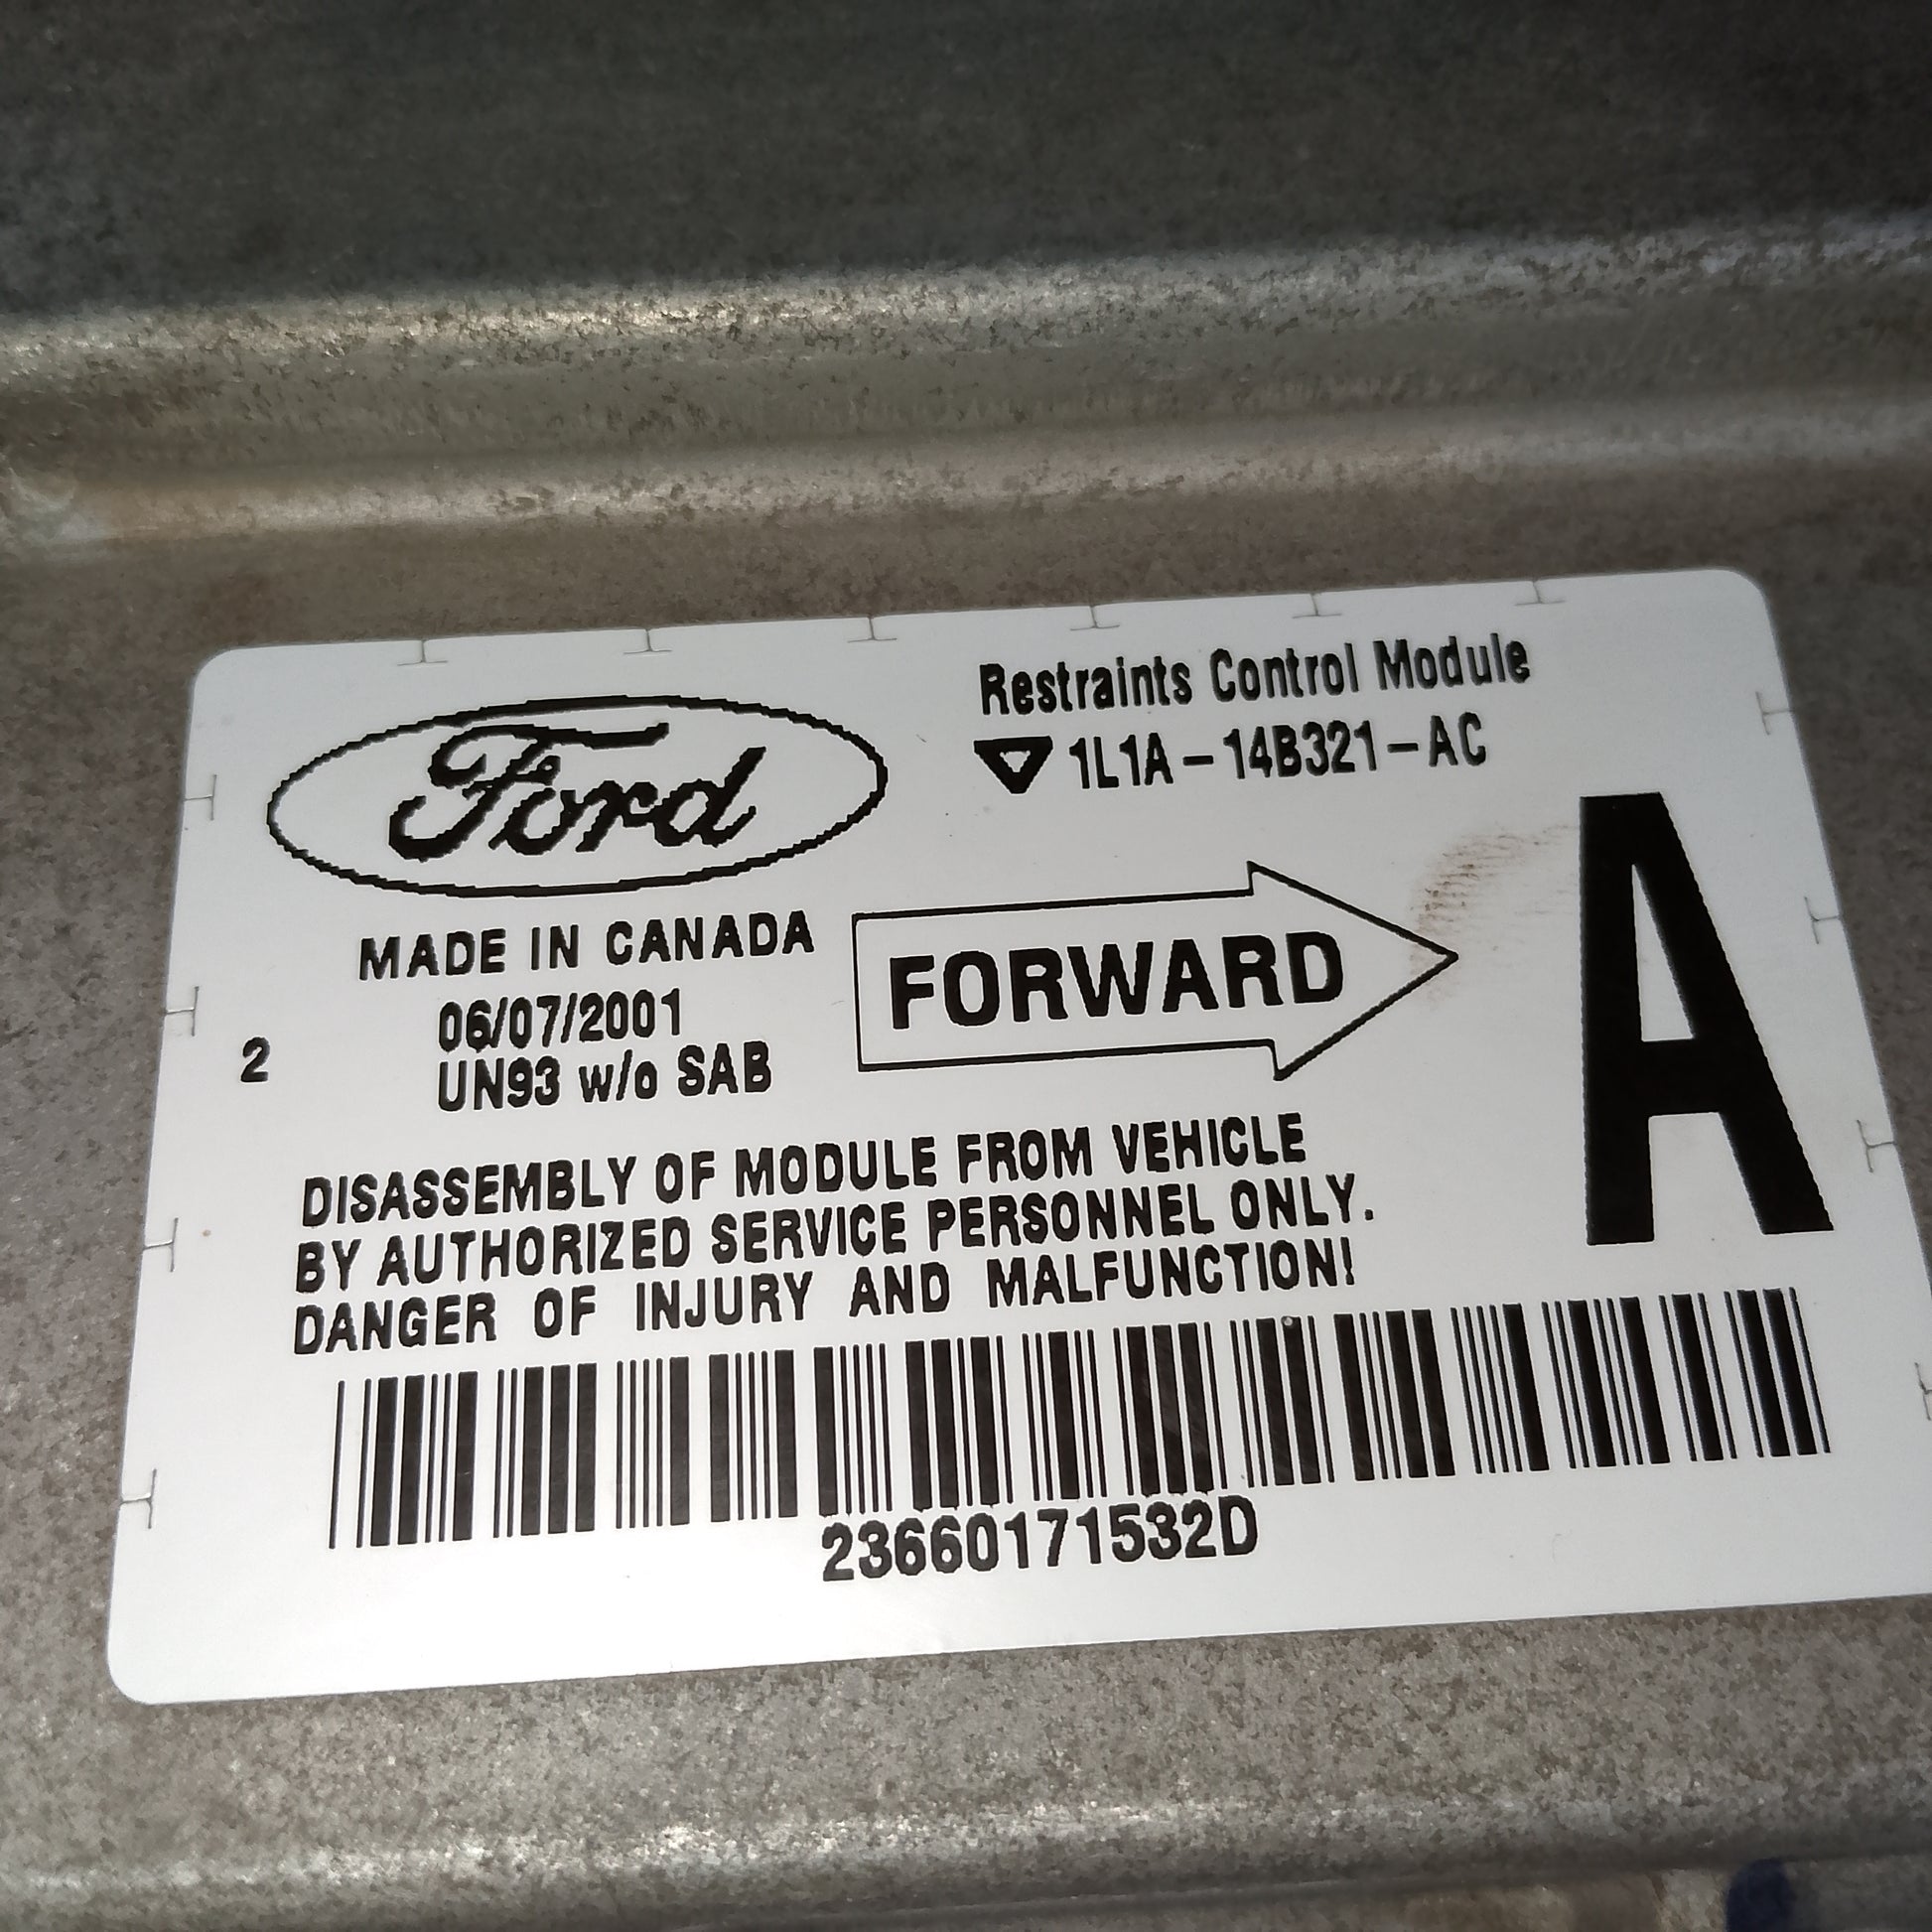 Ford
Restraints Control Module
1L1A-14B321-AC
A
MADE IN CANADA
FORWARD
06/07/2001
2
UN93 w/o SAB
DISASSEMBLY OF MODULE FROM VEHICLE
BY AUTHORIZED SERVICE PERSONNEL ONLY.
DANGER OF INJURY AND MALFUNCTION!
23660171532D